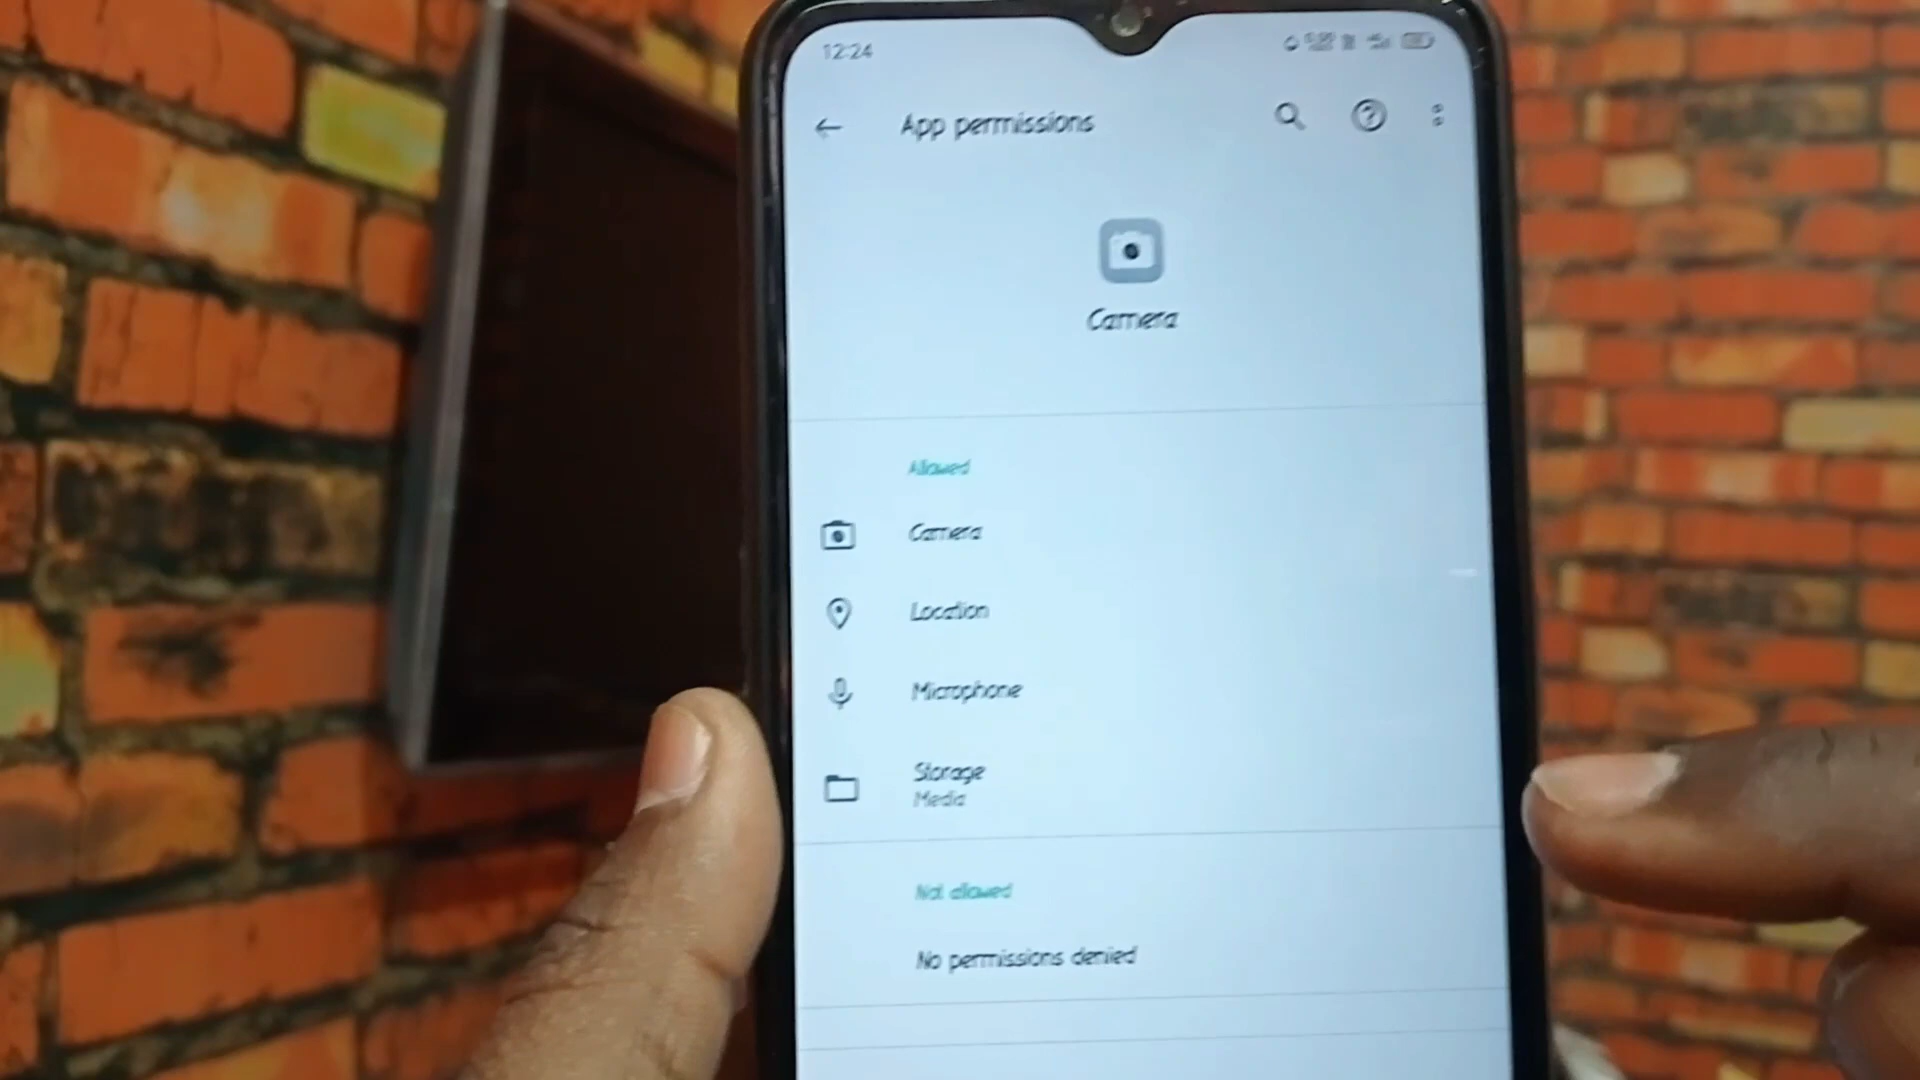 12:24
App permissions
Camera
Allowed
Camera
Location
Microphone
Storage
Media
Not allowed
No permissions denied